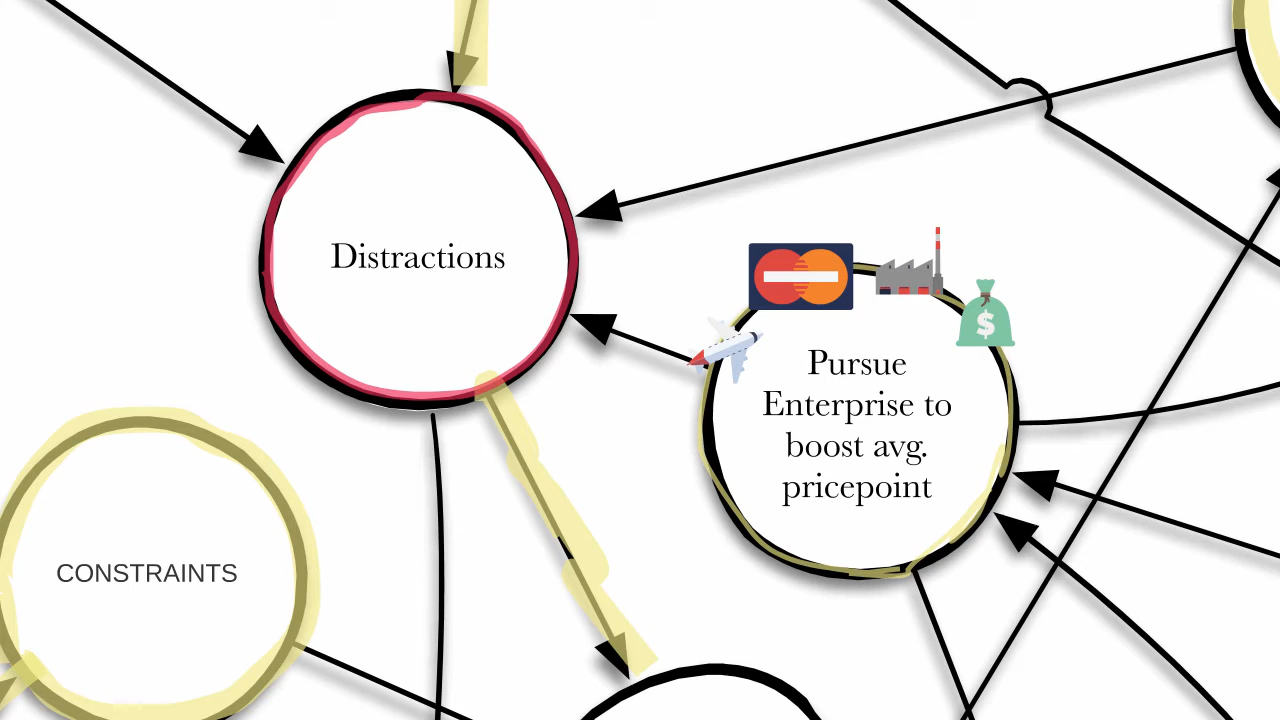 Distractions
Pursue
Enterprise to
boost avg.
pricepoint
CONSTRAINTS
$